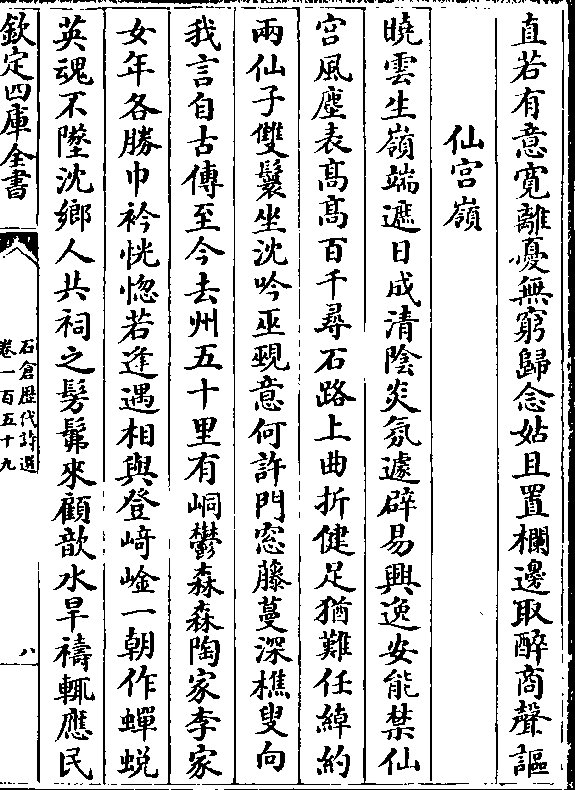 直若有意寛離憂無窮歸念姑且置欄邊取醉商聲謳
仙宫嶺
曉雲生嶺端遮日成清陰炎氛遽辟易興逸安能禁仙
宫風塵表髙髙百千尋石路上曲折健足猶難任綽約
兩仙子雙鬟坐沈吟巫覡意何許門窓藤蔓深樵叟向
我言自古傳至今去州五十里有峒鬱森森陶家李家
女年各勝巾衿恍惚若逢遇相與登﨑崟一朝作蟬蜕
英魂不墜沈鄉人共祠之髣髴來顧歆水旱禱輒應民
欽定四庫全書
石倉歴代詩選
卷一百五十九
八